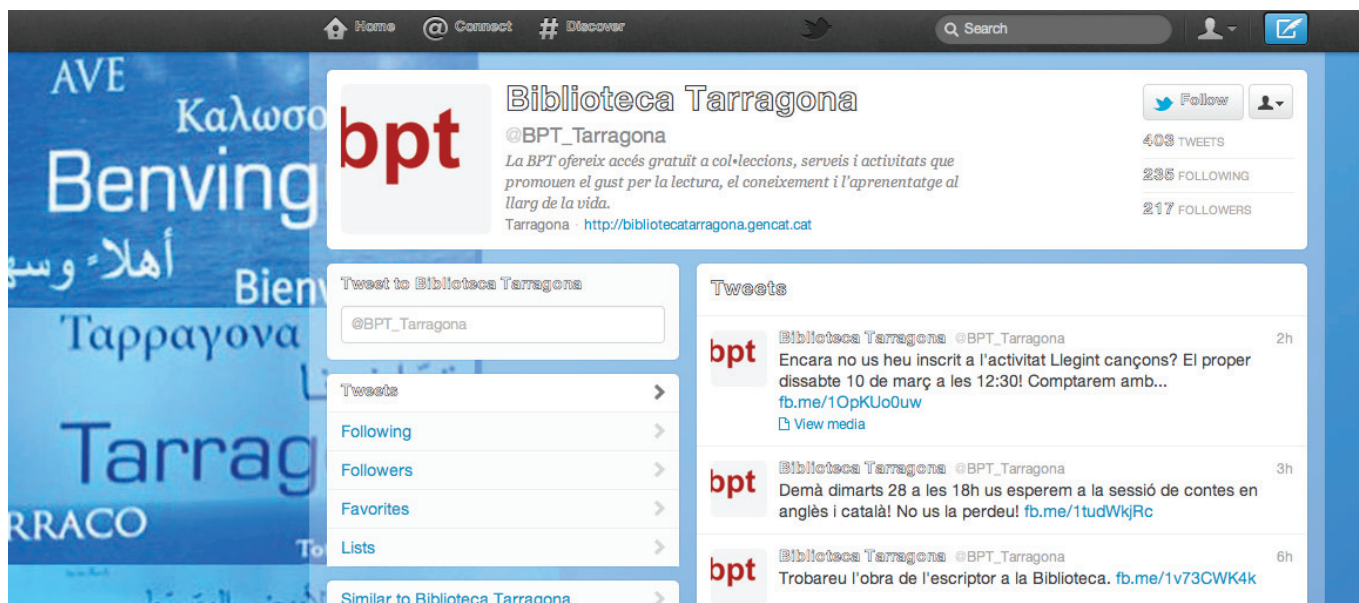 Home @ Connect # Discover Search
AVE
Καλωσο
Benving
أهلاً وسه
Bienv
Ταρραγονα
Tarrag
RRACO
To
bpt
Biblioteca Tarragona
@BPT_Tarragona
La BPT ofereix accés gratuït a col•leccions, serveis i activitats que
promouen el gust per la lectura, el coneixement i l'aprenentatge al
llarg de la vida.
Tarragona · http://bibliotecatarragona.gencat.cat
Follow
403 TWEETS
235 FOLLOWING
217 FOLLOWERS
Tweet to Biblioteca Tarragona
@BPT_Tarragona
Tweets
Following
Followers
Favorites
Lists
Similar to Biblioteca Tarragona
Tweets
bpt
Biblioteca Tarragona @BPT_Tarragona 2h
Encara no us heu inscrit a l'activitat Llegint cançons? El proper
dissabte 10 de març a les 12:30! Comptarem amb...
fb.me/1OpKUo0uw
View media
bpt
Biblioteca Tarragona @BPT_Tarragona 3h
Demà dimarts 28 a les 18h us esperem a la sessió de contes en
anglès i català! No us la perdeu! fb.me/1tudWkjRc
bpt
Biblioteca Tarragona @BPT_Tarragona 6h
Trobareu l'obra de l'escriptor a la Biblioteca. fb.me/1v73CWK4k